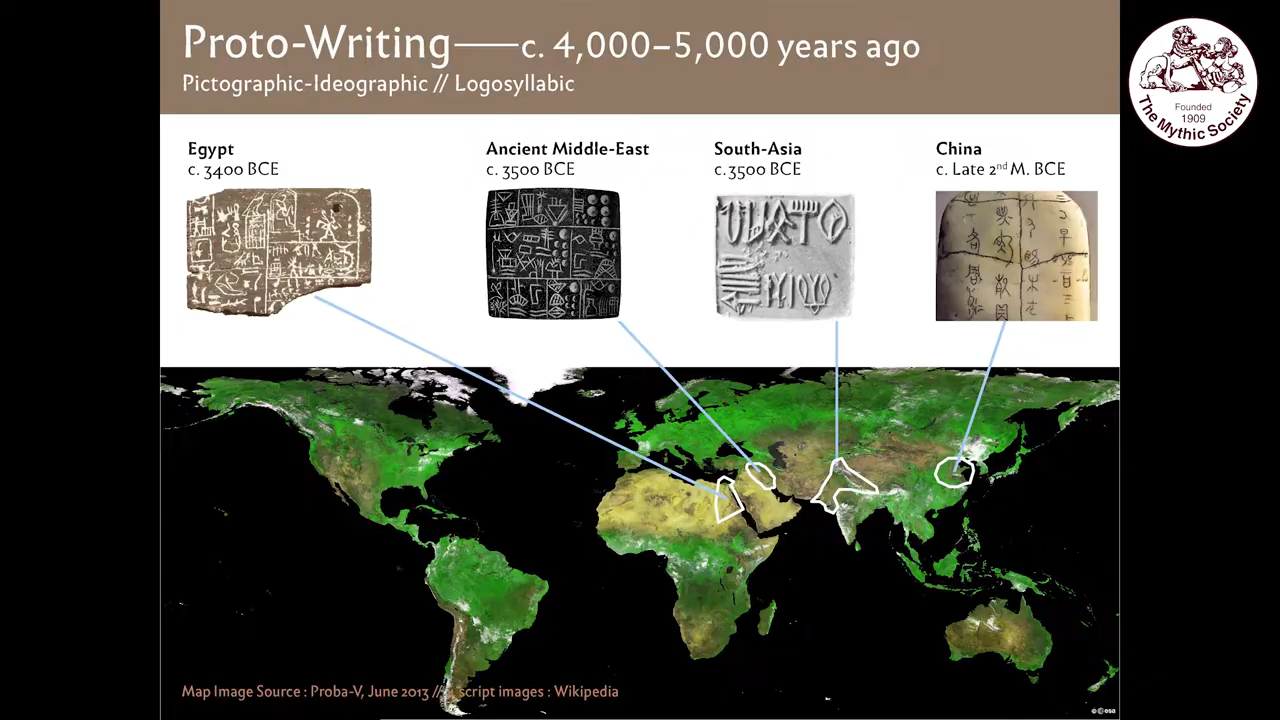 Proto-Writing——c. 4,000–5,000 years ago
Pictographic-Ideographic // Logosyllabic
Founded
1909
The Mythic Society
Egypt
c. 3400 BCE
Ancient Middle-East
c. 3500 BCE
South-Asia
c.3500 BCE
China
c. Late 2nd M. BCE
Map Image Source : Proba-V, June 2013 // script images : Wikipedia
esa